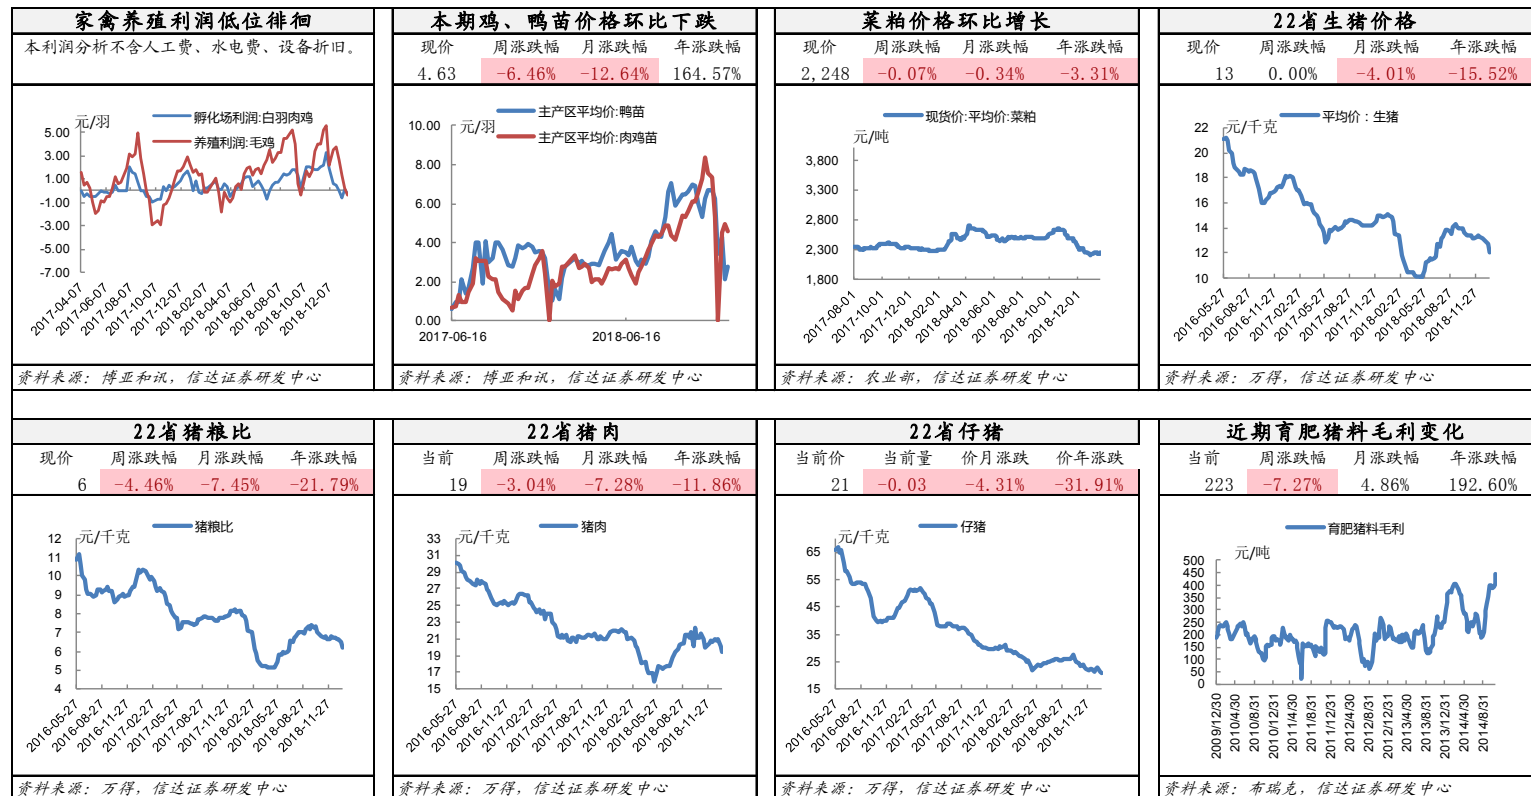 家禽养殖利润低位徘徊
本利润分析不含人工费、水电费、设备折旧。
元/羽
孵化场利润:白羽肉鸡
养殖利润:毛鸡
5.00
3.00
1.00
-1.00
-3.00
-5.00
-7.00
2017-04-07
2017-06-07
2017-08-07
2017-10-07
2017-12-07
2018-02-07
2018-04-07
2018-06-07
2018-08-07
2018-10-07
2018-12-07
资料来源：博亚和讯，信达证券研发中心
本期鸡、鸭苗价格环比下跌
现价 周涨跌幅 月涨跌幅 年涨跌幅
4.63 -6.46% -12.64% 164.57%
主产区平均价:鸭苗
主产区平均价:肉鸡苗
元/羽
10.00
8.00
6.00
4.00
2.00
0.00
2017-06-16 2018-06-16
资料来源：博亚和讯，信达证券研发中心
菜粕价格环比增长
现价 周涨跌幅 月涨跌幅 年涨跌幅
2,248 -0.07% -0.34% -3.31%
现货价:平均价:菜粕
元/吨
3,800
3,300
2,800
2,300
1,800
2017-08-01
2017-10-01
2017-12-01
2018-02-01
2018-04-01
2018-06-01
2018-08-01
2018-10-01
2018-12-01
资料来源：农业部，信达证券研发中心
22省生猪价格
现价 周涨跌幅 月涨跌幅 年涨跌幅
13 0.00% -4.01% -15.52%
元/千克
平均价：生猪
22
20
18
16
14
12
10
2016-05-27
2016-08-27
2016-11-27
2017-02-27
2017-05-27
2017-08-27
2017-11-27
2018-02-27
2018-05-27
2018-08-27
2018-11-27
资料来源：万得，信达证券研发中心
22省猪粮比
现价 周涨跌幅 月涨跌幅 年涨跌幅
6 -4.46% -7.45% -21.79%
猪粮比
元/千克
12
11
10
9
8
7
6
5
4
2016-05-27
2016-08-27
2016-11-27
2017-02-27
2017-05-27
2017-08-27
2017-11-27
2018-02-27
2018-05-27
2018-08-27
2018-11-27
资料来源：万得，信达证券研发中心
22省猪肉
当前 周涨跌幅 月涨跌幅 年涨跌幅
19 -3.04% -7.28% -11.86%
猪肉
元/千克
33
31
29
27
25
23
21
19
17
15
2016-05-27
2016-08-27
2016-11-27
2017-02-27
2017-05-27
2017-08-27
2017-11-27
2018-02-27
2018-05-27
2018-08-27
2018-11-27
资料来源：万得，信达证券研发中心
22省仔猪
当前价 当前量 价月涨跌 价年涨跌
21 -0.03 -4.31% -31.91%
仔猪
元/千克
65
55
45
35
25
15
2016-05-27
2016-08-27
2016-11-27
2017-02-27
2017-05-27
2017-08-27
2017-11-27
2018-02-27
2018-05-27
2018-08-27
2018-11-27
资料来源：万得，信达证券研发中心
近期育肥猪料毛利变化
当前 周涨跌幅 月涨跌幅 年涨跌幅
223 -7.27% 4.86% 192.60%
育肥猪料毛利
元/吨
500
450
400
350
300
250
200
150
100
50
0
2009/12/30
2010/4/30
2010/8/31
2010/12/31
2011/4/30
2011/8/31
2011/12/31
2012/4/30
2012/8/31
2012/12/31
2013/4/30
2013/8/31
2013/12/31
2014/4/30
2014/8/31
资料来源：布瑞克，信达证券研发中心